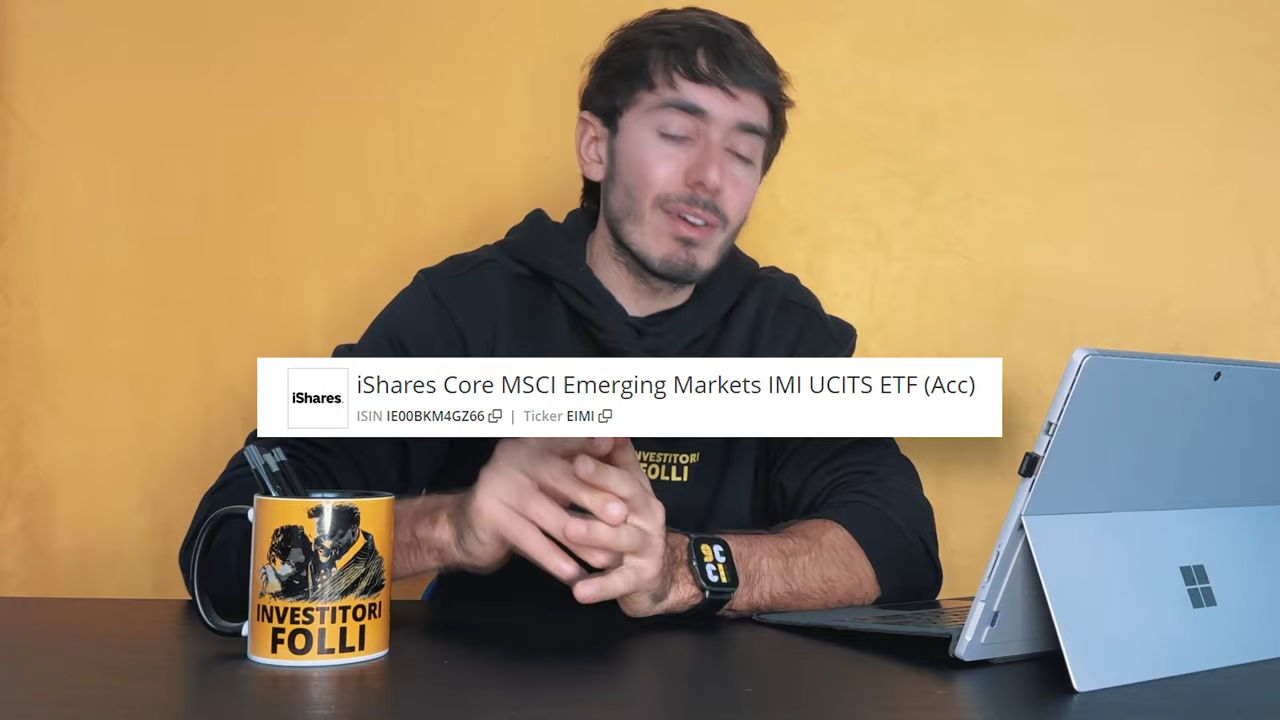 iShares.
iShares Core MSCI Emerging Markets IMI UCITS ETF (Acc)
ISIN IE00BKM4GZ66 | Ticker EIMI
INVESTITORI
FOLLI
INVESTITORI
FOLLI